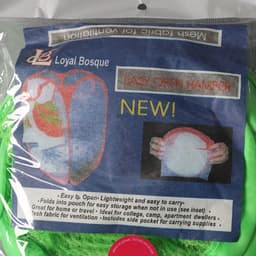 Mesh fabric for ventilation
Loyal Bosque
EASY OPEN HAMPER
NEW!
- Easy to Open- Lightweight and easy to carry-
- Folds into pouch for easy storage when not in use (see inset)
- Great for home or travel • Ideal for college, camp, apartment dwellers
Mesh fabric for ventilation - Includes side pocket for carrying supplies